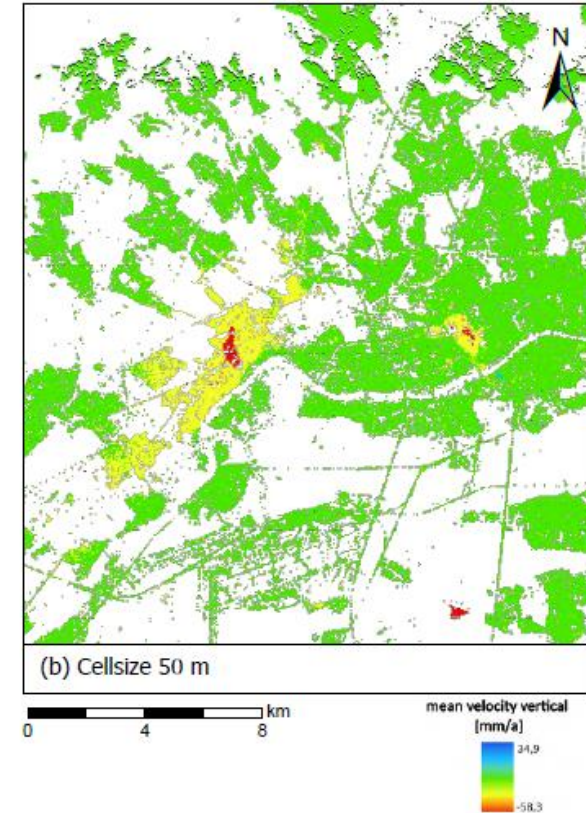 N
(b) Cellsize 50 m
km
0 4 8
mean velocity vertical
[mm/a]
34,9
-58,3